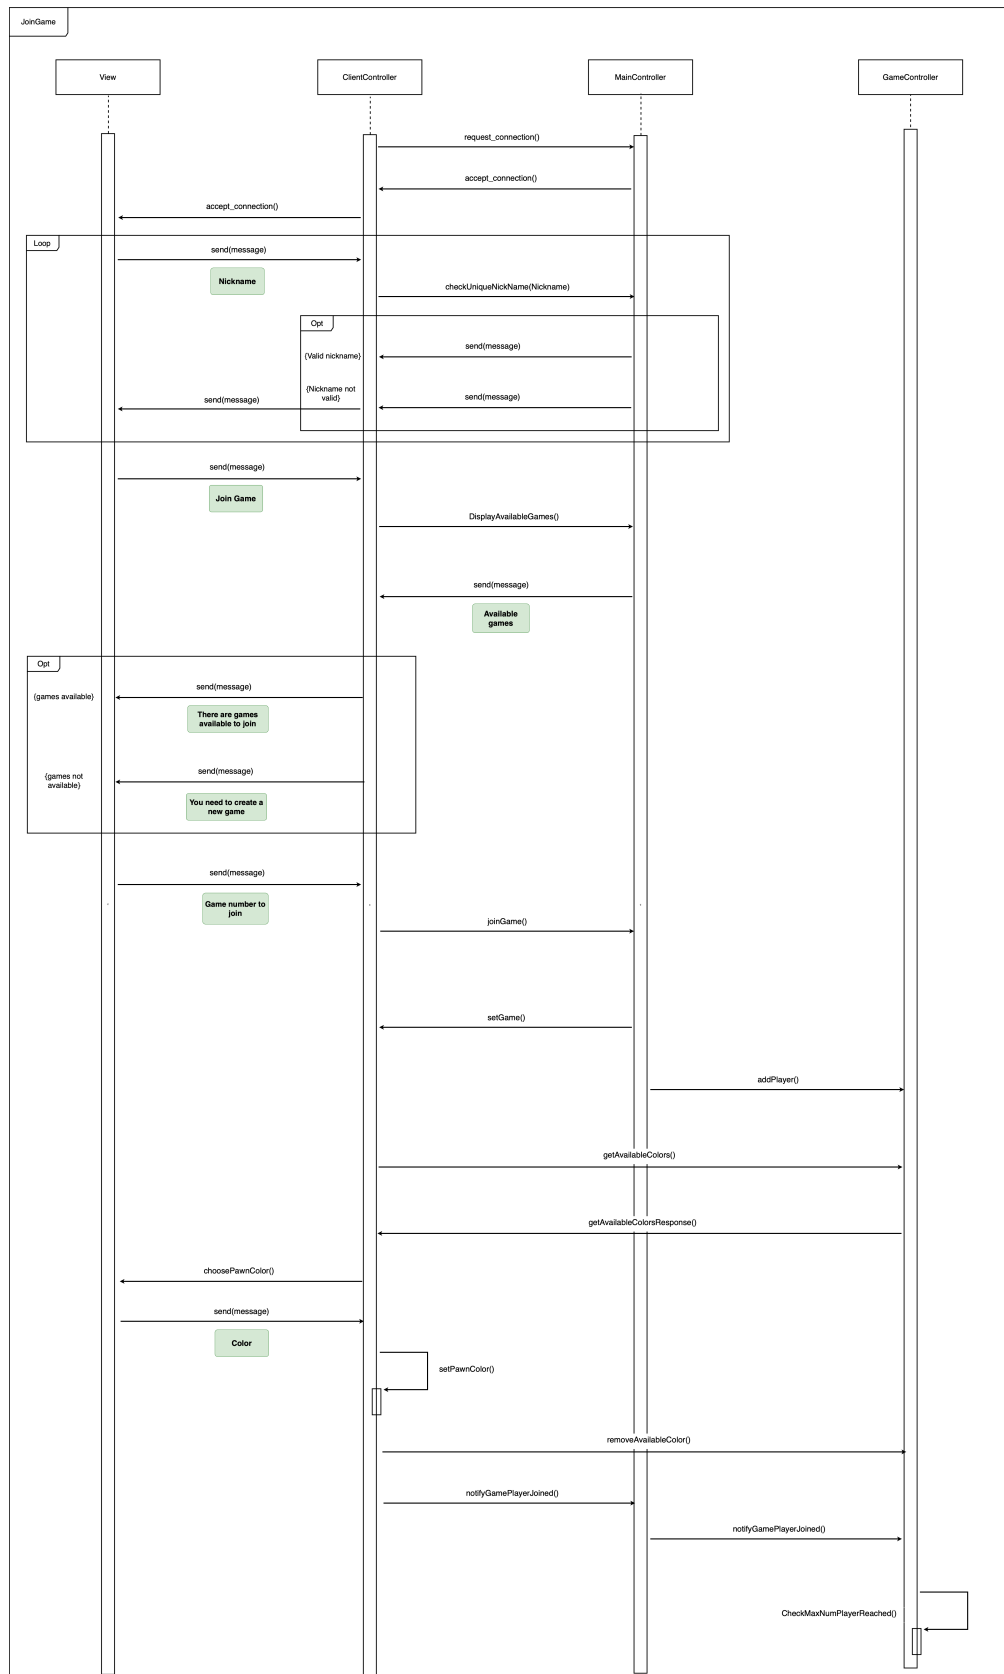 JoinGame
View
ClientController
MainController
GameController
request_connection()
accept_connection()
accept_connection()
Loop
send(message)
Nickname
checkUniqueNickName(Nickname)
Opt
send(message)
{Valid nickname}
{Nickname not
valid}
send(message)
send(message)
send(message)
Join Game
DisplayAvailableGames()
send(message)
Available
games
Opt
send(message)
{games available}
There are games
available to join
send(message)
{games not
available}
You need to create a
new game
send(message)
Game number to
join
joinGame()
setGame()
addPlayer()
getAvailableColors()
getAvailableColorsResponse()
choosePawnColor()
send(message)
Color
setPawnColor()
removeAvailableColor()
notifyGamePlayerJoined()
notifyGamePlayerJoined()
CheckMaxNumPlayerReached()